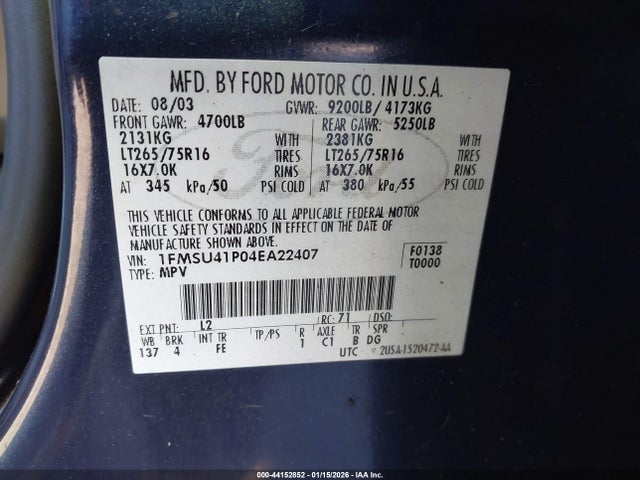 MFD. BY FORD MOTOR CO. IN U.S.A.
DATE: 08/03 GVWR: 9200LB/ 4173KG
FRONT GAWR: 4700LB REAR GAWR: 5250LB
2131KG WITH 2381KG WITH
LT265/75R16 TIRES LT265/75R16 TIRES
16X7.0K RIMS 16X7.0K RIMS
AT 345 kPa/50 PSI COLD AT 380 kPa/55 PSI COLD
THIS VEHICLE CONFORMS TO ALL APPLICABLE FEDERAL MOTOR
VEHICLE SAFETY STANDARDS IN EFFECT ON THE DATE OF
MANUFACTURE SHOWN ABOVE.
VIN: 1FMSU41P04EA22407 F0138
TYPE: MPV T0000
EXT PNT: L2 RC: 71 DSO:
WB BRK INT TR TP/PS R AXLE TR SPR
137 4 FE 1 C1 B DG
UTC 2U5A-1520472-AA
Ford
© 2026 - 44152852 - 01/15/2026 - IAA Inc.